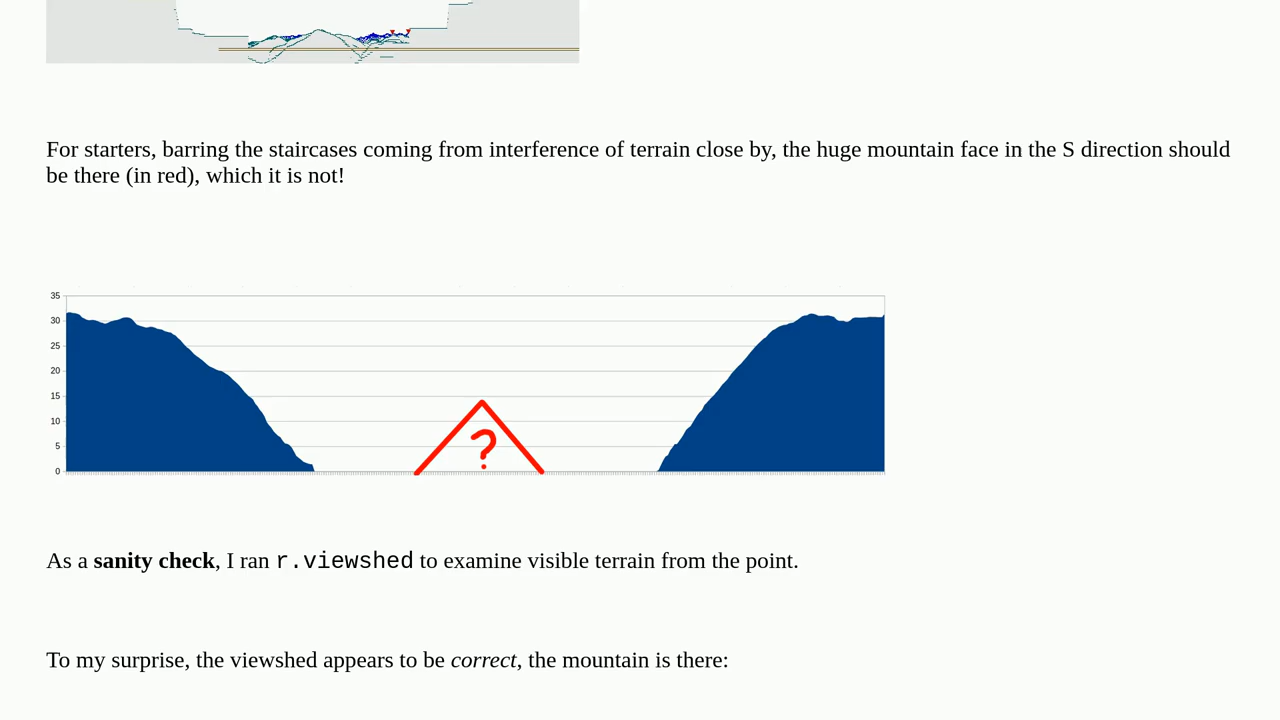 For starters, barring the staircases coming from interference of terrain close by, the huge mountain face in the S direction should
be there (in red), which it is not!
35
30
25
20
15
10
5
0
?
As a sanity check, I ran r.viewshed to examine visible terrain from the point.
To my surprise, the viewshed appears to be correct, the mountain is there: